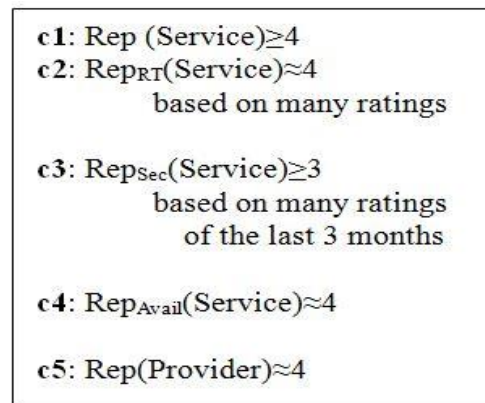 c1: Rep (Service)≥4
c2: RepRT(Service)≈4
based on many ratings
c3: RepSec(Service)≥3
based on many ratings
of the last 3 months
c4: RepAvail(Service)≈4
c5: Rep(Provider)≈4